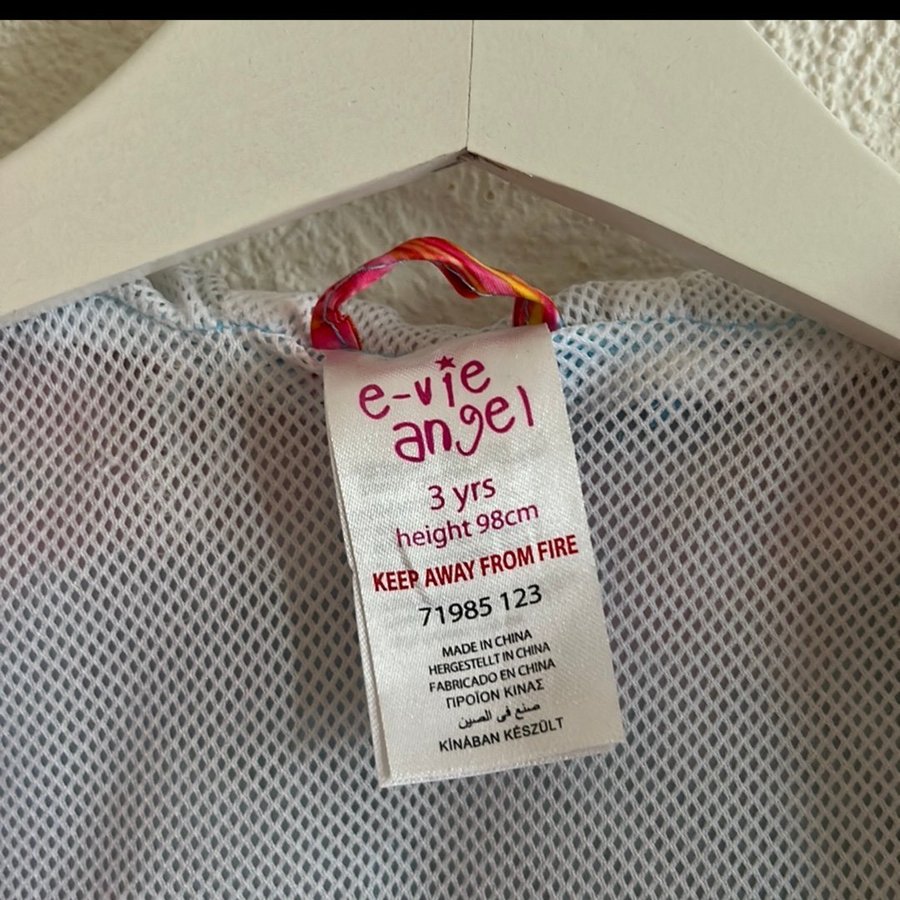 e-vie
angel
3 yrs
height 98cm
KEEP AWAY FROM FIRE
71985 123
MADE IN CHINA
HERGESTELLT IN CHINA
FABRICADO EN CHINA
ΠΡΟΪΟΝ ΚΙΝΑΣ
صنع في الصين
KÍNÁBAN KÉSZÜLT